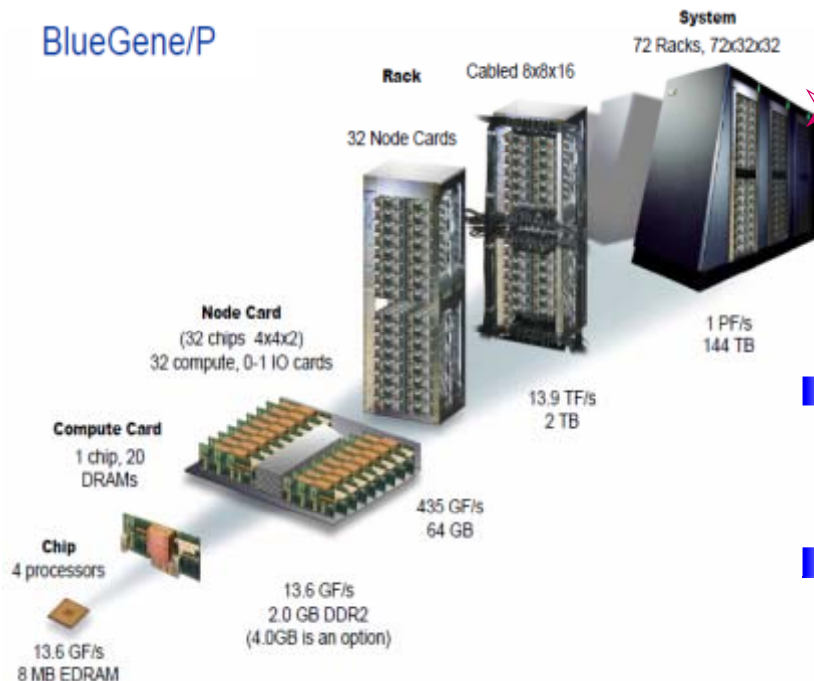 BlueGene/P
System
72 Racks, 72x32x32
Rack
Cabled 8x8x16
32 Node Cards
Node Card
(32 chips 4x4x2)
32 compute, 0-1 IO cards
1 PF/s
144 TB
13.9 TF/s
2 TB
Compute Card
1 chip, 20
DRAMs
435 GF/s
64 GB
Chip
4 processors
13.6 GF/s
2.0 GB DDR2
(4.0GB is an option)
13.6 GF/s
8 MB EDRAM